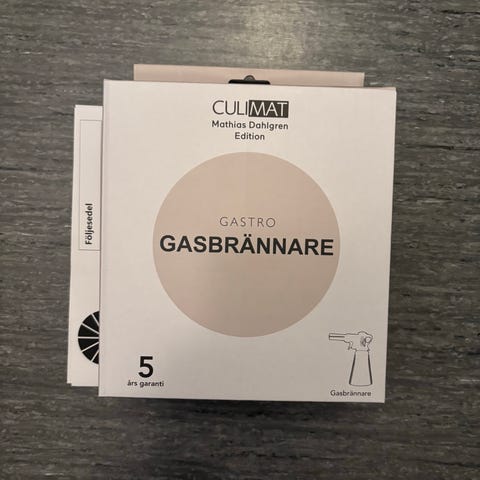 CULIMAT
Mathias Dahlgren
Edition
GASTRO
GASBRÄNNARE
5
års garanti
Gasbrännare
Följesedel